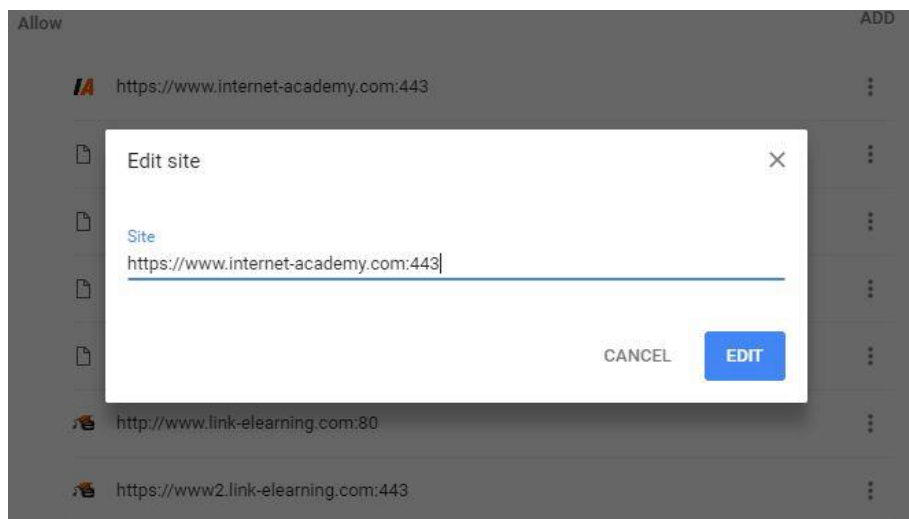 Allow
ADD
IA
https://www.internet-academy.com:443
Edit site
Site
https://www.internet-academy.com:443
CANCEL
EDIT
http://www.link-elearning.com:80
https://www2.link-elearning.com:443